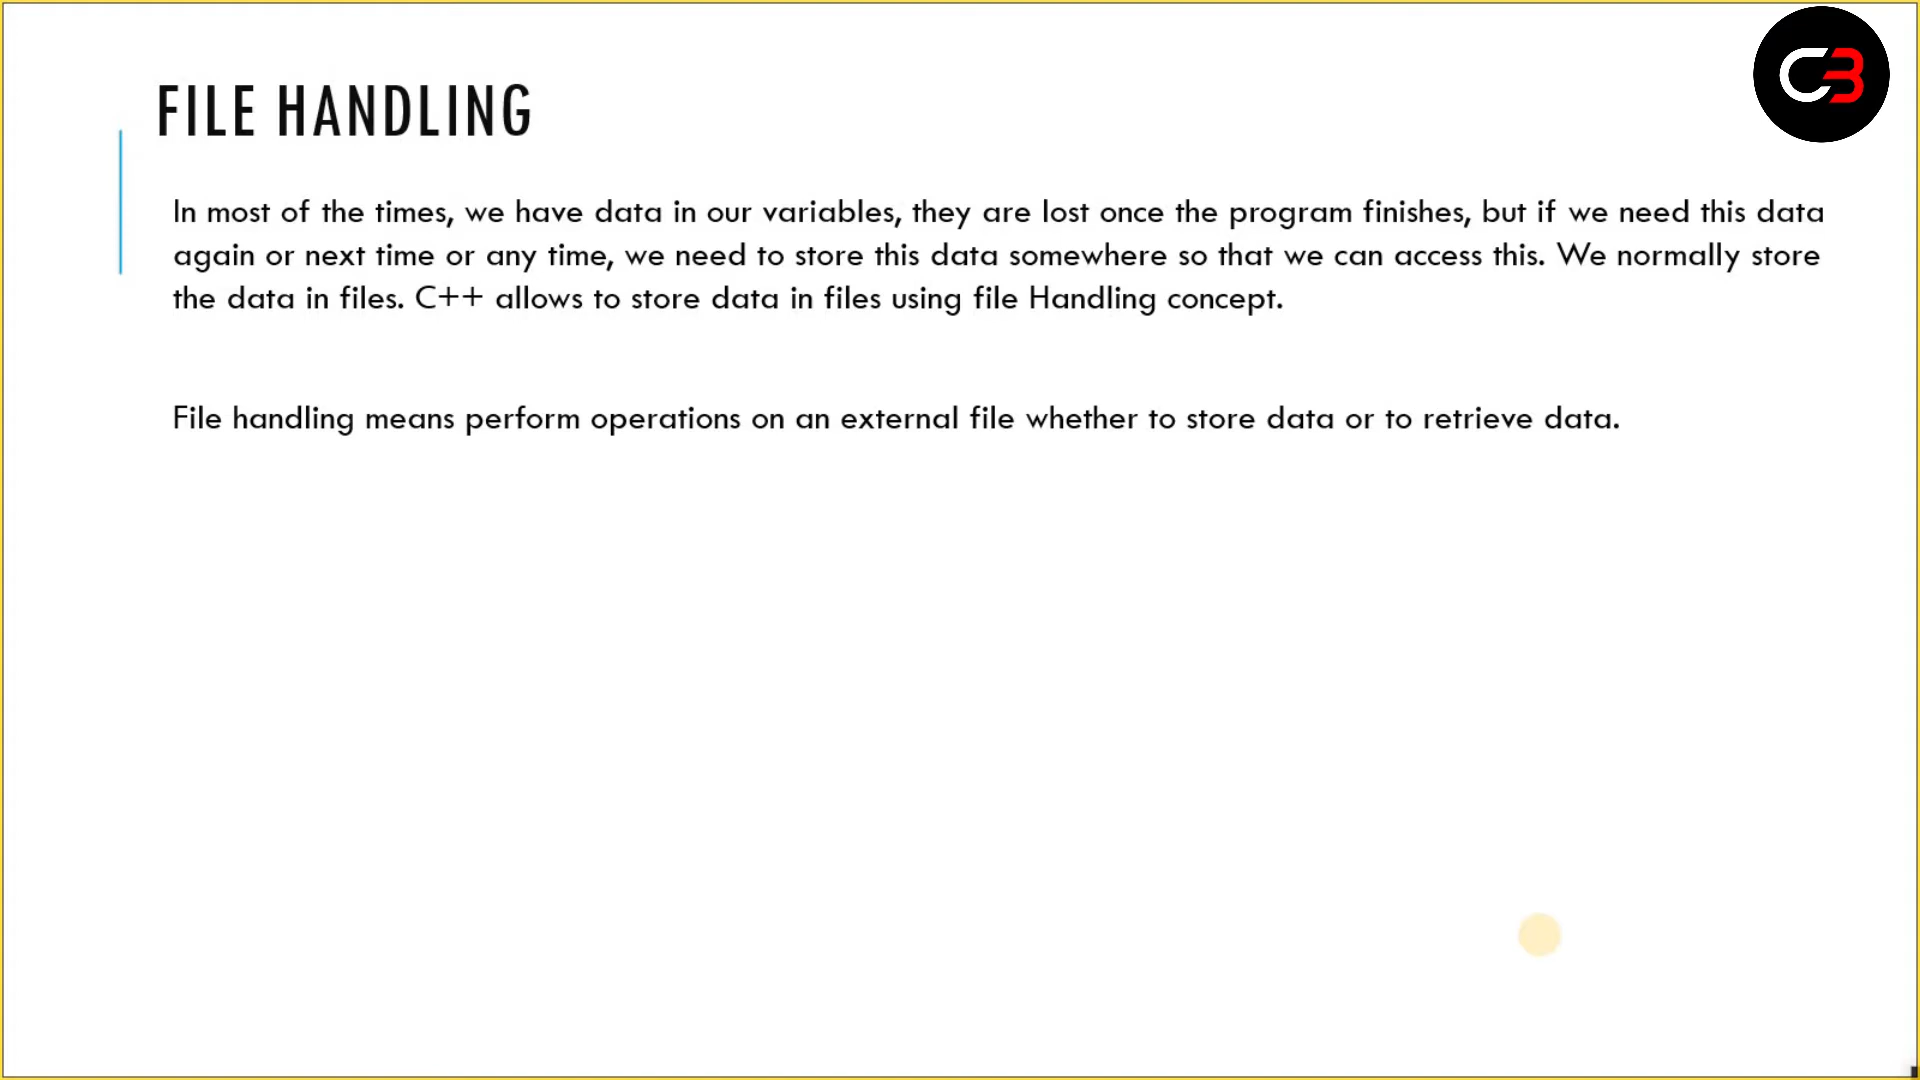 FILE HANDLING
In most of the times, we have data in our variables, they are lost once the program finishes, but if we need this data
again or next time or any time, we need to store this data somewhere so that we can access this. We normally store
the data in files. C++ allows to store data in files using file Handling concept.
File handling means perform operations on an external file whether to store data or to retrieve data.
CB